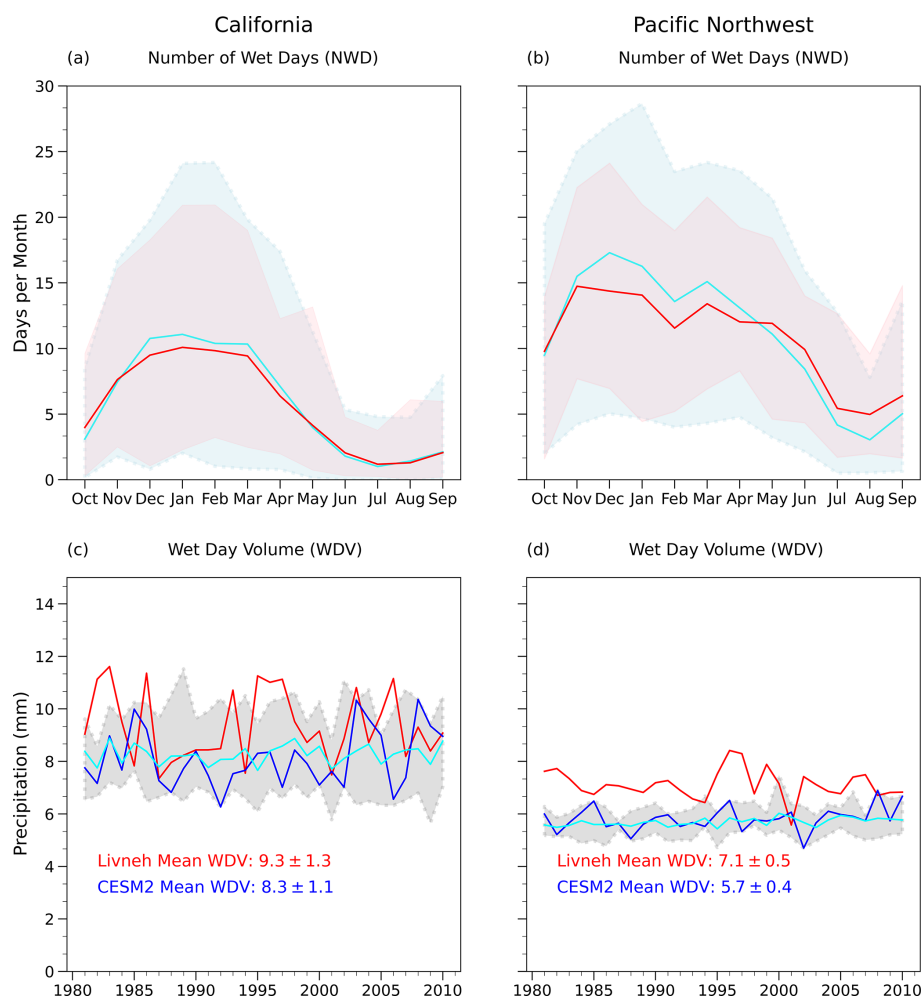 California
Pacific Northwest
(a) Number of Wet Days (NWD)
(b) Number of Wet Days (NWD)
Days per Month
30
25
20
15
10
5
0
Oct Nov Dec Jan Feb Mar Apr May Jun Jul Aug Sep
Oct Nov Dec Jan Feb Mar Apr May Jun Jul Aug Sep
(c) Wet Day Volume (WDV)
(d) Wet Day Volume (WDV)
Precipitation (mm)
14
12
10
8
6
4
2
0
Livneh Mean WDV: 9.3 ± 1.3
CESM2 Mean WDV: 8.3 ± 1.1
Livneh Mean WDV: 7.1 ± 0.5
CESM2 Mean WDV: 5.7 ± 0.4
1980 1985 1990 1995 2000 2005 2010
1980 1985 1990 1995 2000 2005 2010